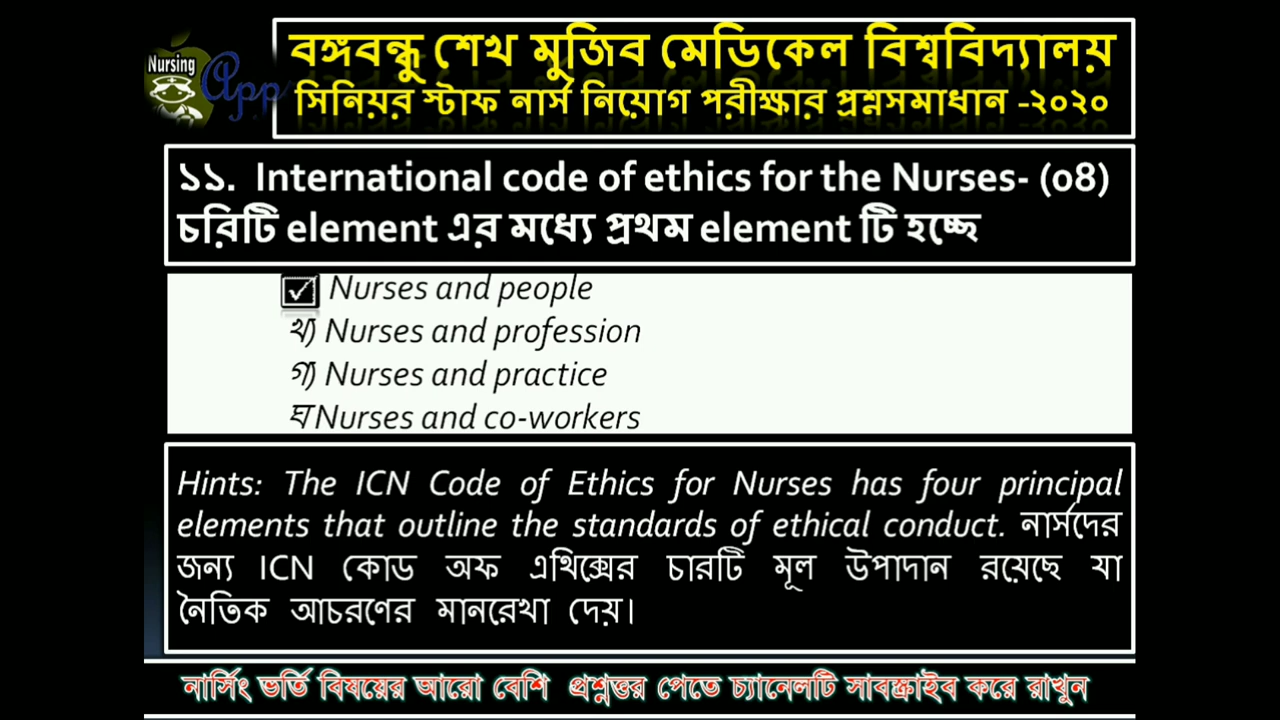 Nursing
App
বঙ্গবন্ধু শেখ মুজিব মেডিকেল বিশ্ববিদ্যালয়
সিনিয়র স্টাফ নার্স নিয়োগ পরীক্ষার প্রশ্নসমাধান -২০২০
১১. International code of ethics for the Nurses- (08)
চরিটি element এর মধ্যে প্রথম element টি হচ্ছে
Nurses and people
খ) Nurses and profession
গ) Nurses and practice
ঘ Nurses and co-workers
Hints: The ICN Code of Ethics for Nurses has four principal
elements that outline the standards of ethical conduct. নার্সদের
জন্য ICN কোড অফ এথিক্সের চারটি মূল উপাদান রয়েছে যা
নৈতিক আচরণের মানরেখা দেয়।
নার্সিং ভর্তি বিষয়ের আরো বেশি প্রশ্নত্তর পেতে চ্যানেলটি সাবস্ক্রাইব করে রাখুন